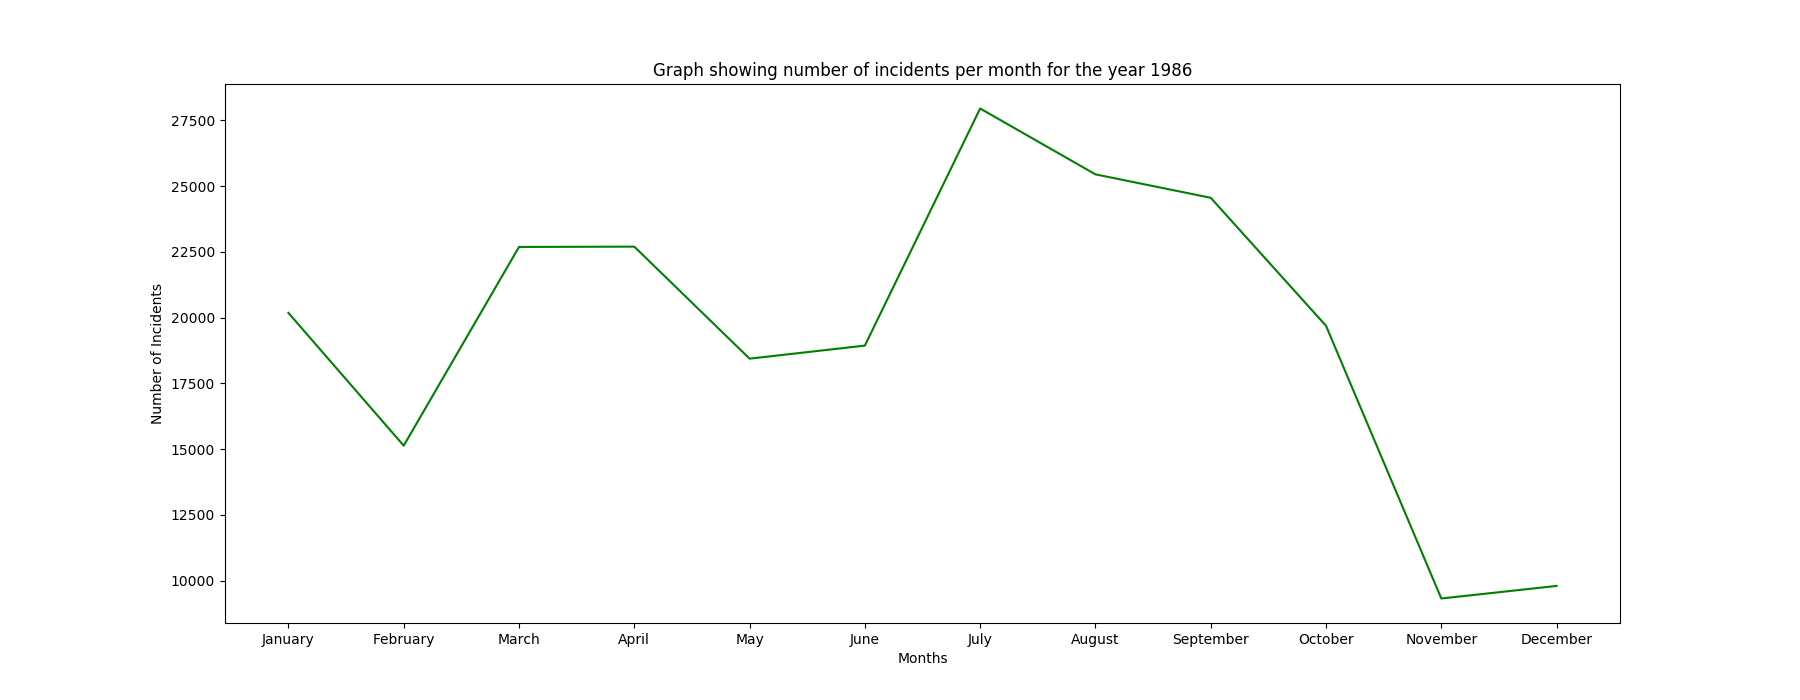 Graph showing number of incidents per month for the year 1986
27500
25000
22500
20000
17500
15000
12500
10000
Number of Incidents
January February March April May June July August September October November December
Months